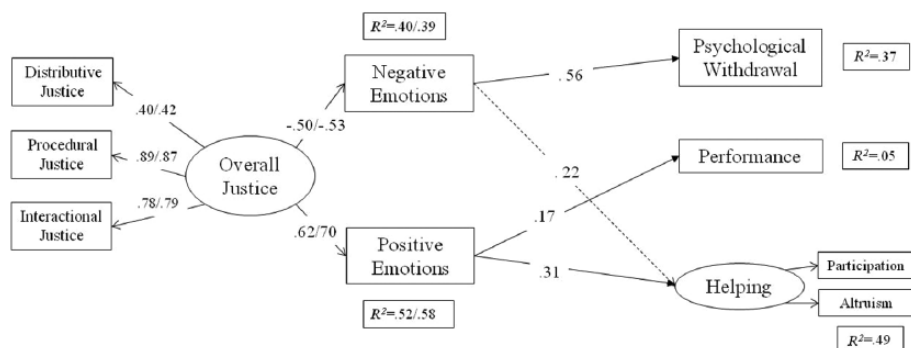 R²=.40/.39
Distributive
Justice
.40/.42
Procedural
Justice
.89/.87
Interactional
Justice
.78/.79
Overall
Justice
-.50/-.53
.62/70
Negative
Emotions
Positive
Emotions
R²=.52/.58
.56
.22
.17
.31
Psychological
Withdrawal
R²=.37
Performance
R²=.05
Helping
Participation
Altruism
R²=.49